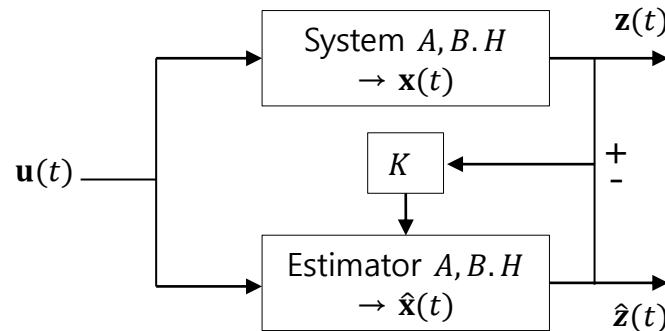 System A, B. H
→ 𝐱(t)
𝐳(t)
𝐮(t)
K
+
-
Estimator A, B. H
→ 𝐱̂(t)
𝐳̂(t)